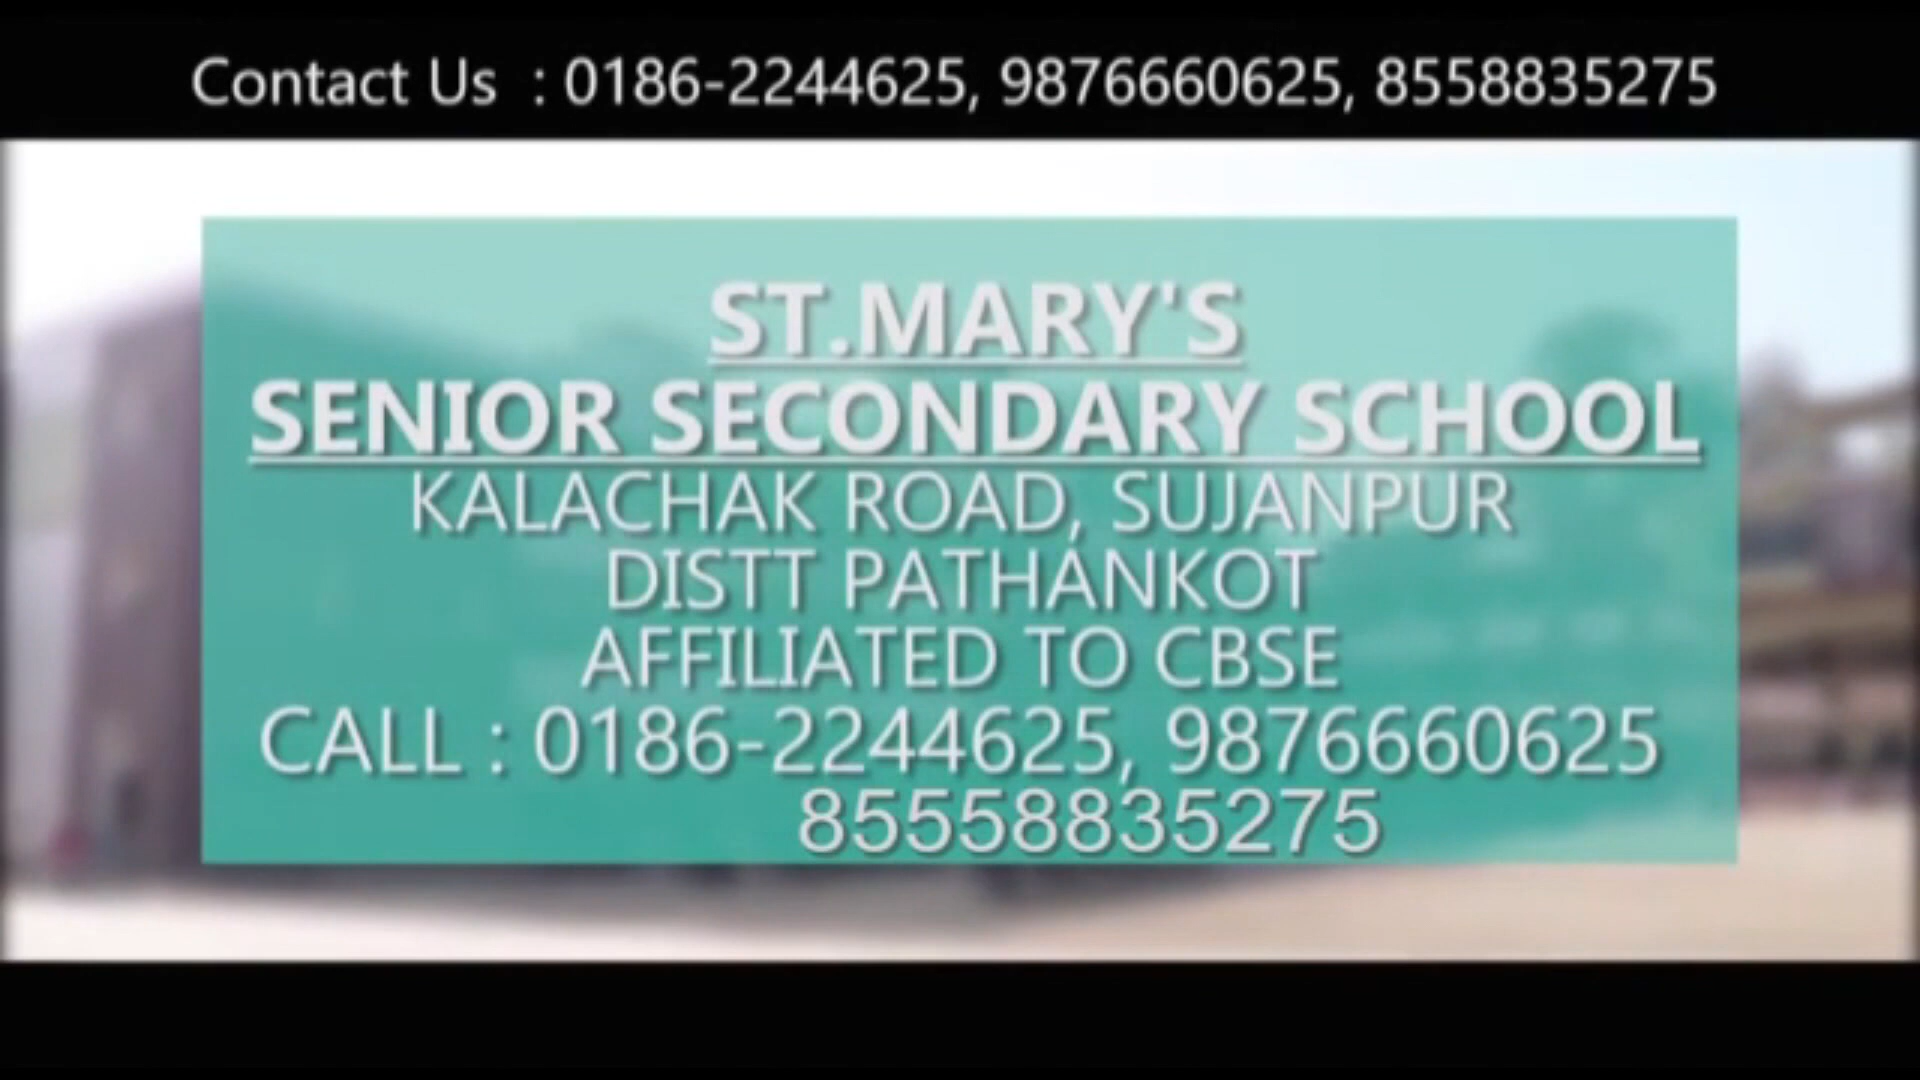 Contact Us : 0186-2244625, 9876660625, 8558835275
ST.MARY'S
SENIOR SECONDARY SCHOOL
KALACHAK ROAD, SUJANPUR
DISTT PATHANKOT
AFFILIATED TO CBSE
CALL : 0186-2244625, 9876660625
85558835275